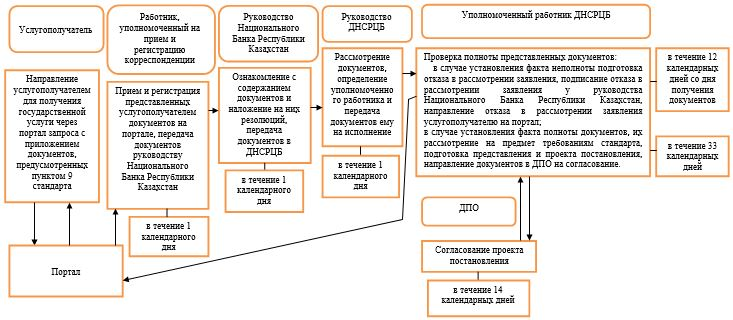 Услугополучатель
Работник,
уполномоченный на
прием и
регистрацию
корреспонденции
Руководство
Национального
Банка Республики
Казахстан
Руководство
ДНСРЦБ
Уполномоченный работник ДНСРЦБ
Направление
услугополучателем
для получения
государственной
услуги через
портал запроса с
приложением
документов,
предусмотренных
пунктом 9
стандарта
Прием и регистрация
представленных
услугополучателем
документов на
портале, передача
документов
руководству
Национального
Банка Республики
Казахстан
Ознакомление с
содержанием
документов и
наложение на них
резолюций,
передача
документов в
ДНСРЦБ
Рассмотрение
документов,
определение
уполномоченно
го работника и
передача
документов ему
на исполнение
Проверка полноты представленных документов:
в случае установления факта неполноты подготовка
отказа в рассмотрении заявления, подписание отказа в
рассмотрении заявления у руководства
Национального Банка Республики Казахстан,
направление отказа в рассмотрении заявления
услугополучателю на портал;
в случае установления факта полноты документов, их
рассмотрение на предмет требованиям стандарта,
подготовка представления и проекта постановления,
направление документов в ДПО на согласование.
в течение 12
календарных
дней со дня
получения
документов
в течение 33
календарных
дней
в течение 1
календарного
дня
в течение 1
календарного
дня
в течение 1
календарного
дня
ДПО
Портал
Согласование проекта
постановления
в течение 14
календарных дней